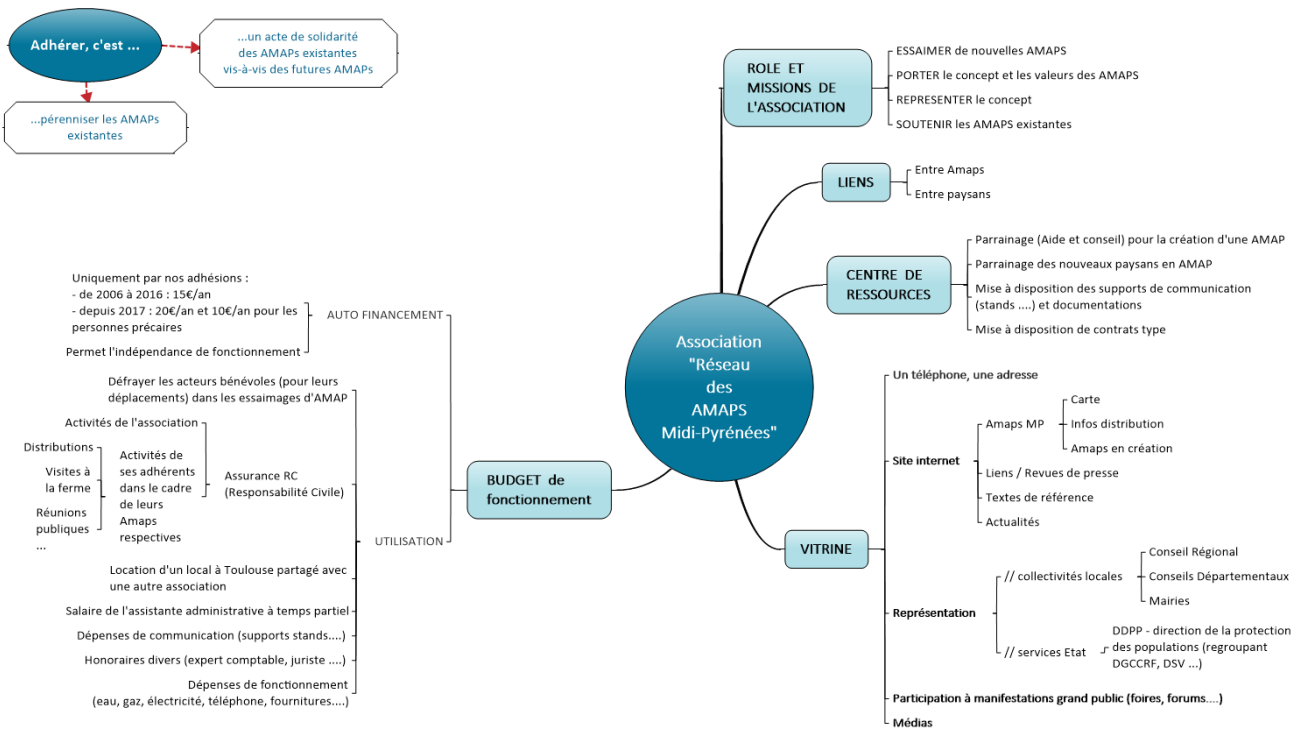 Adhérer, c'est ...
...un acte de solidarité
des AMAPs existantes
vis-à-vis des futures AMAPs
...pérenniser les AMAPs
existantes
Association
"Réseau
des
AMAPS
Midi-Pyrénées"
ROLE ET
MISSIONS DE
L'ASSOCIATION
ESSAIMER de nouvelles AMAPS
PORTER le concept et les valeurs des AMAPS
REPRESENTER le concept
SOUTENIR les AMAPS existantes
LIENS
Entre Amaps
Entre paysans
CENTRE DE
RESSOURCES
Parrainage (Aide et conseil) pour la création d'une AMAP
Parrainage des nouveaux paysans en AMAP
Mise à disposition des supports de communication
(stands ....) et documentations
Mise à disposition de contrats type
VITRINE
Un téléphone, une adresse
Site internet
Amaps MP
Carte
Infos distribution
Amaps en création
Liens / Revues de presse
Textes de référence
Actualités
Représentation
// collectivités locales
Conseil Régional
Conseils Départementaux
Mairies
// services Etat
DDPP - direction de la protection
des populations (regroupant
DGCCRF, DSV ...)
Participation à manifestations grand public (foires, forums....)
Médias
BUDGET de
fonctionnement
AUTO FINANCEMENT
Uniquement par nos adhésions :
- de 2006 à 2016 : 15€/an
- depuis 2017 : 20€/an et 10€/an pour les
personnes précaires
Permet l'indépendance de fonctionnement
UTILISATION
Défrayer les acteurs bénévoles (pour leurs
déplacements) dans les essaimages d'AMAP
Assurance RC
(Responsabilité Civile)
Activités de l'association
Activités de
ses adhérents
dans le cadre
de leurs
Amaps
respectives
Distributions
Visites à
la ferme
Réunions
publiques
...
Location d'un local à Toulouse partagé avec
une autre association
Salaire de l'assistante administrative à temps partiel
Dépenses de communication (supports stands....)
Honoraires divers (expert comptable, juriste ....)
Dépenses de fonctionnement
(eau, gaz, électricité, téléphone, fournitures....)